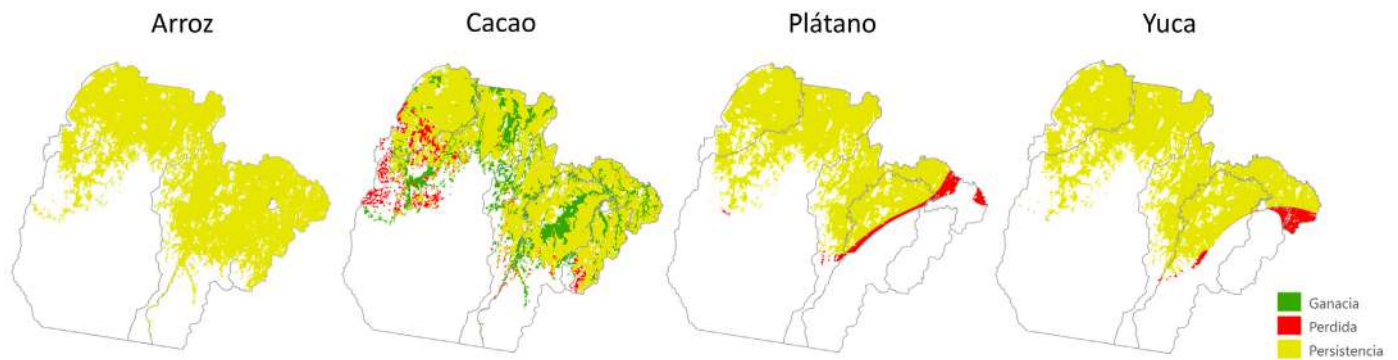 Arroz
Cacao
Plátano
Yuca
Ganacia
Perdida
Persistencia